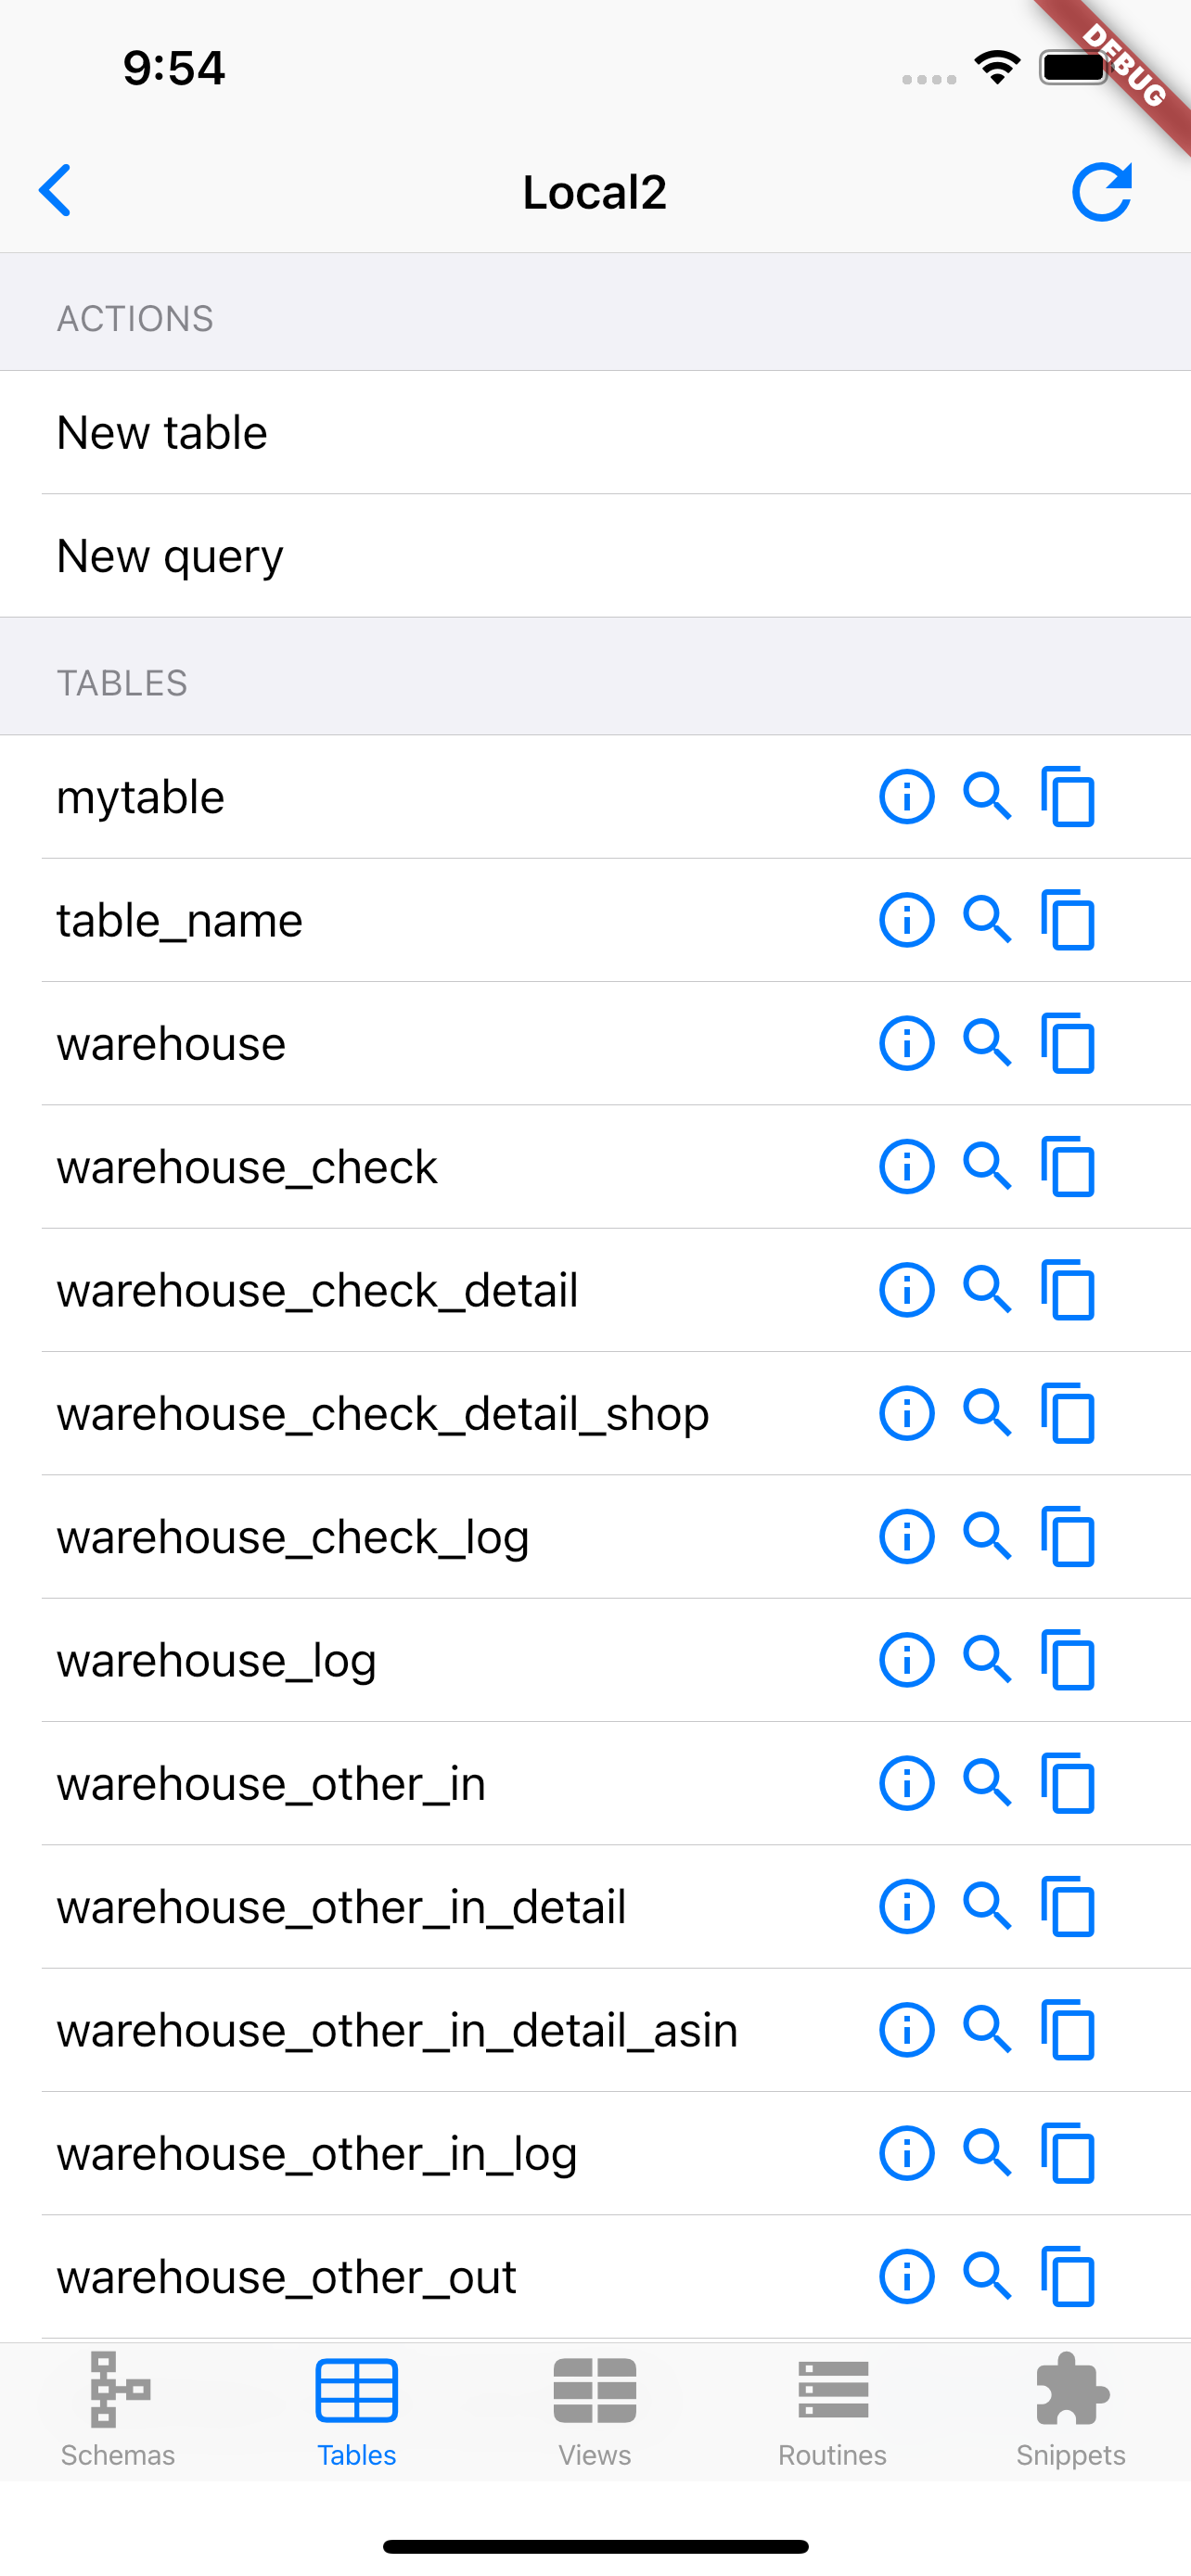 9:54
DEBUG
Local2
ACTIONS
New table
New query
TABLES
mytable
table_name
warehouse
warehouse_check
warehouse_check_detail
warehouse_check_detail_shop
warehouse_check_log
warehouse_log
warehouse_other_in
warehouse_other_in_detail
warehouse_other_in_detail_asin
warehouse_other_in_log
warehouse_other_out
Schemas
Tables
Views
Routines
Snippets